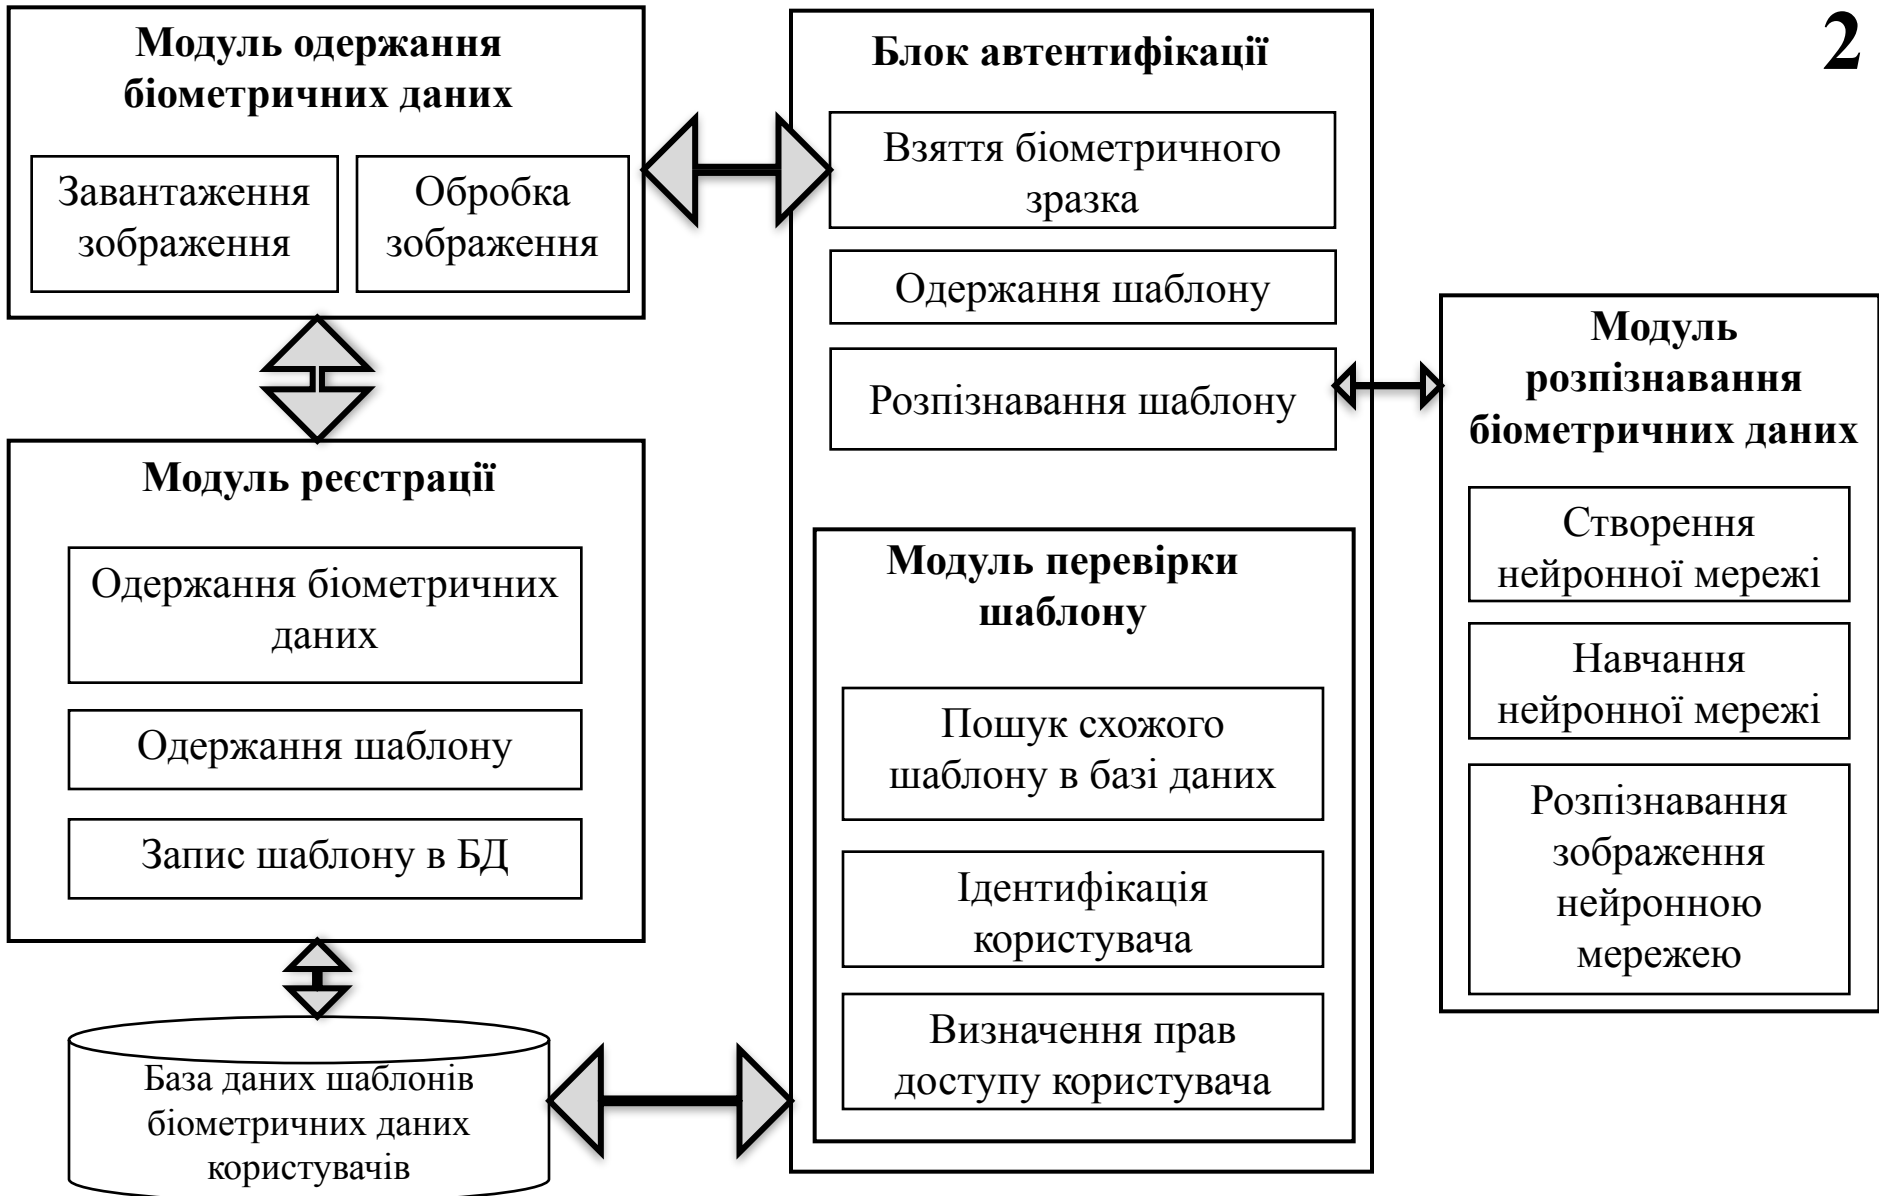 2
Модуль одержання
біометричних даних
Завантаження
зображення
Обробка
зображення
Модуль реєстрації
Одержання біометричних
даних
Одержання шаблону
Запис шаблону в БД
База даних шаблонів
біометричних даних
користувачів
Блок автентифікації
Взяття біометричного
зразка
Одержання шаблону
Розпізнавання шаблону
Модуль перевірки
шаблону
Пошук схожого
шаблону в базі даних
Ідентифікація
користувача
Визначення прав
доступу користувача
Модуль
розпізнавання
біометричних даних
Створення
нейронної мережі
Навчання
нейронної мережі
Розпізнавання
зображення
нейронною
мережею